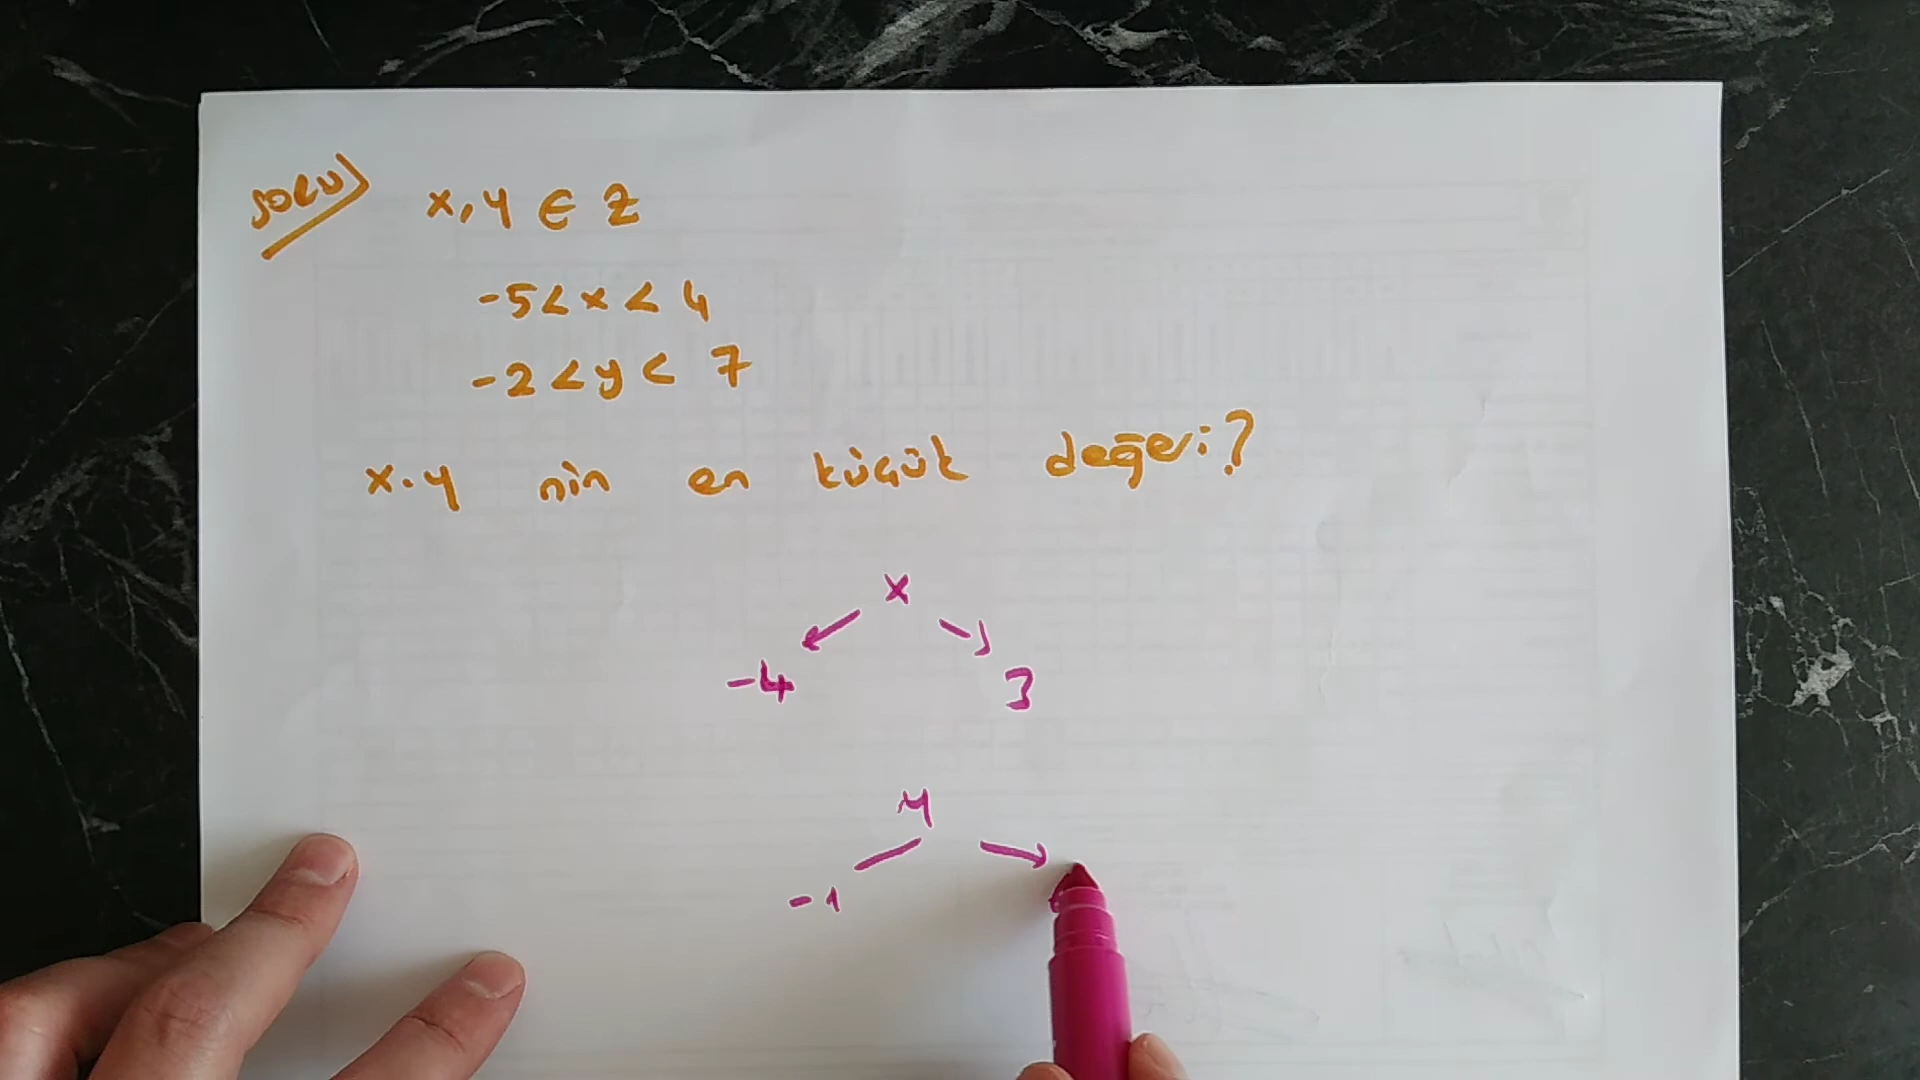 SORU
x,y ∈ Z
-5<x<4
-2<y<7
x.y nin en küçük değeri?
x
-4 3
y
-1